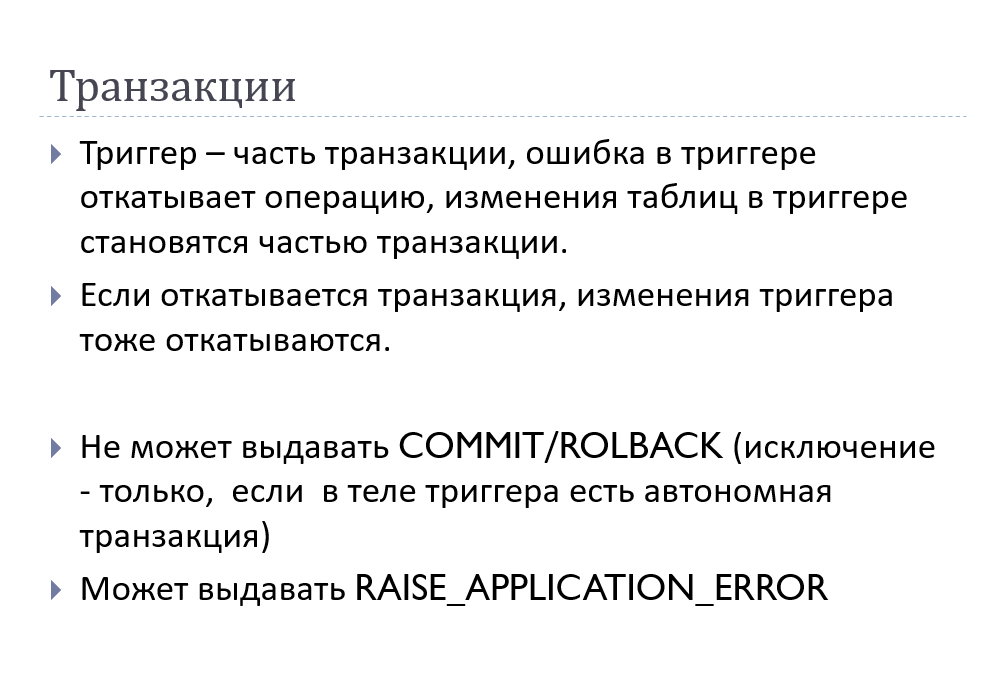 Транзакции
Триггер – часть транзакции, ошибка в триггере
откатывает операцию, изменения таблиц в триггере
становятся частью транзакции.
Если откатывается транзакция, изменения триггера
тоже откатываются.
Не может выдавать COMMIT/ROLBACK (исключение
- только,  если  в теле триггера есть автономная
транзакция)
Может выдавать RAISE_APPLICATION_ERROR